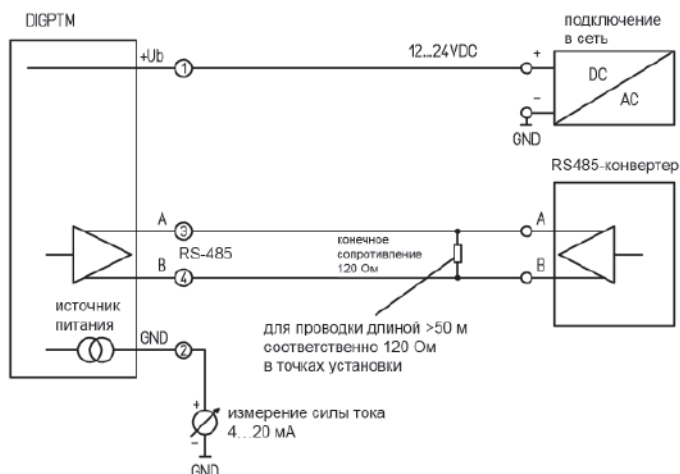 DIGPTM
подключение
в сеть
+Ub
1
12...24VDC
+
DC
AC
-
GND
RS485-конвертер
A
3
A
RS-485
конечное
сопротивление
120 Ом
B
4
B
источник
питания
GND
2
для проводки длиной >50 м
соответственно 120 Ом
в точках установки
+
измерение силы тока
4...20 мА
-
GND